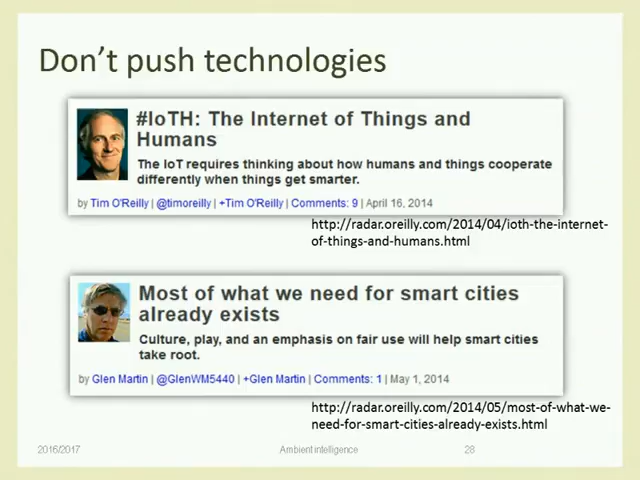 Don't push technologies
#IoTH: The Internet of Things and
Humans
The IoT requires thinking about how humans and things cooperate
differently when things get smarter.
by Tim O'Reilly | @timoreilly | +Tim O'Reilly | Comments: 9 | April 16, 2014
http://radar.oreilly.com/2014/04/ioth-the-internet-
of-things-and-humans.html
Most of what we need for smart cities
already exists
Culture, play, and an emphasis on fair use will help smart cities
take root.
by Glen Martin | @GlenWM5440 | +Glen Martin | Comments: 1 | May 1, 2014
http://radar.oreilly.com/2014/05/most-of-what-we-
need-for-smart-cities-already-exists.html
2016/2017 Ambient intelligence 28